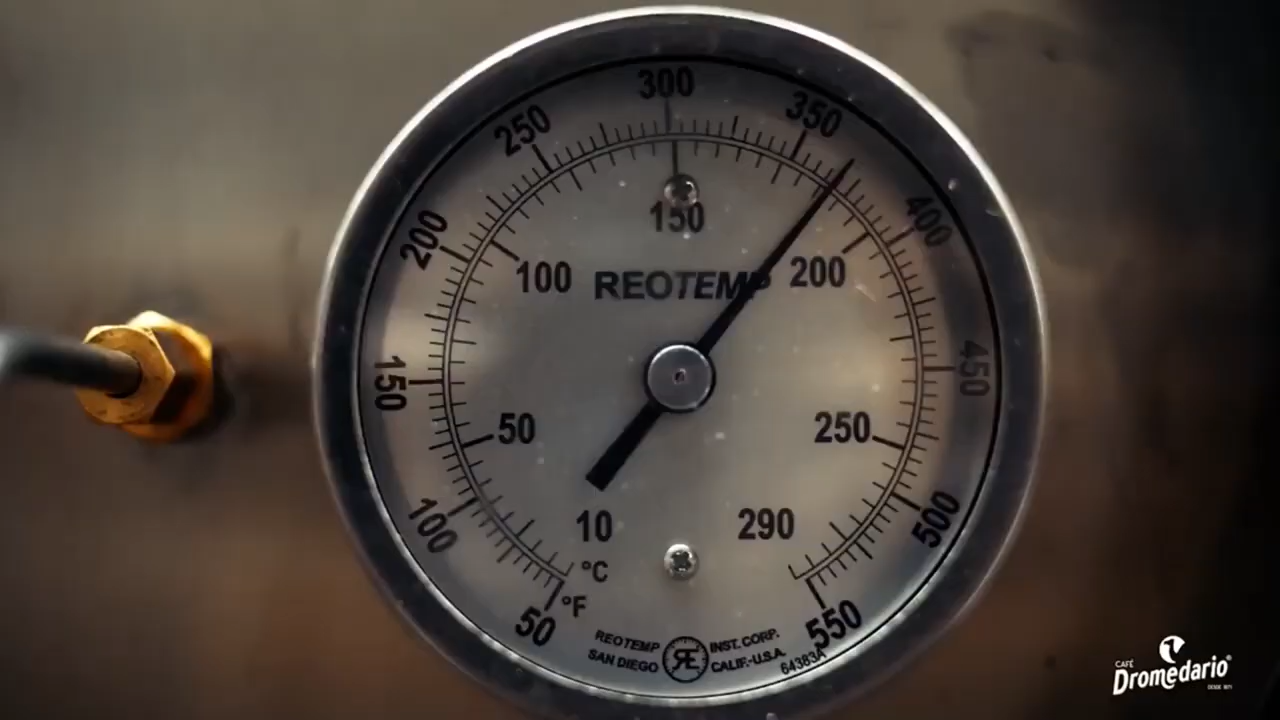 300
250
350
200
400
150
100
REOTEMP
200
150
450
50
250
100
500
10
290
°C
°F
50
550
REOTEMP
INST. CORP.
SAN DIEGO
RE
CALIF.-U.S.A.
64383A
CAFÉ
Dromedario®